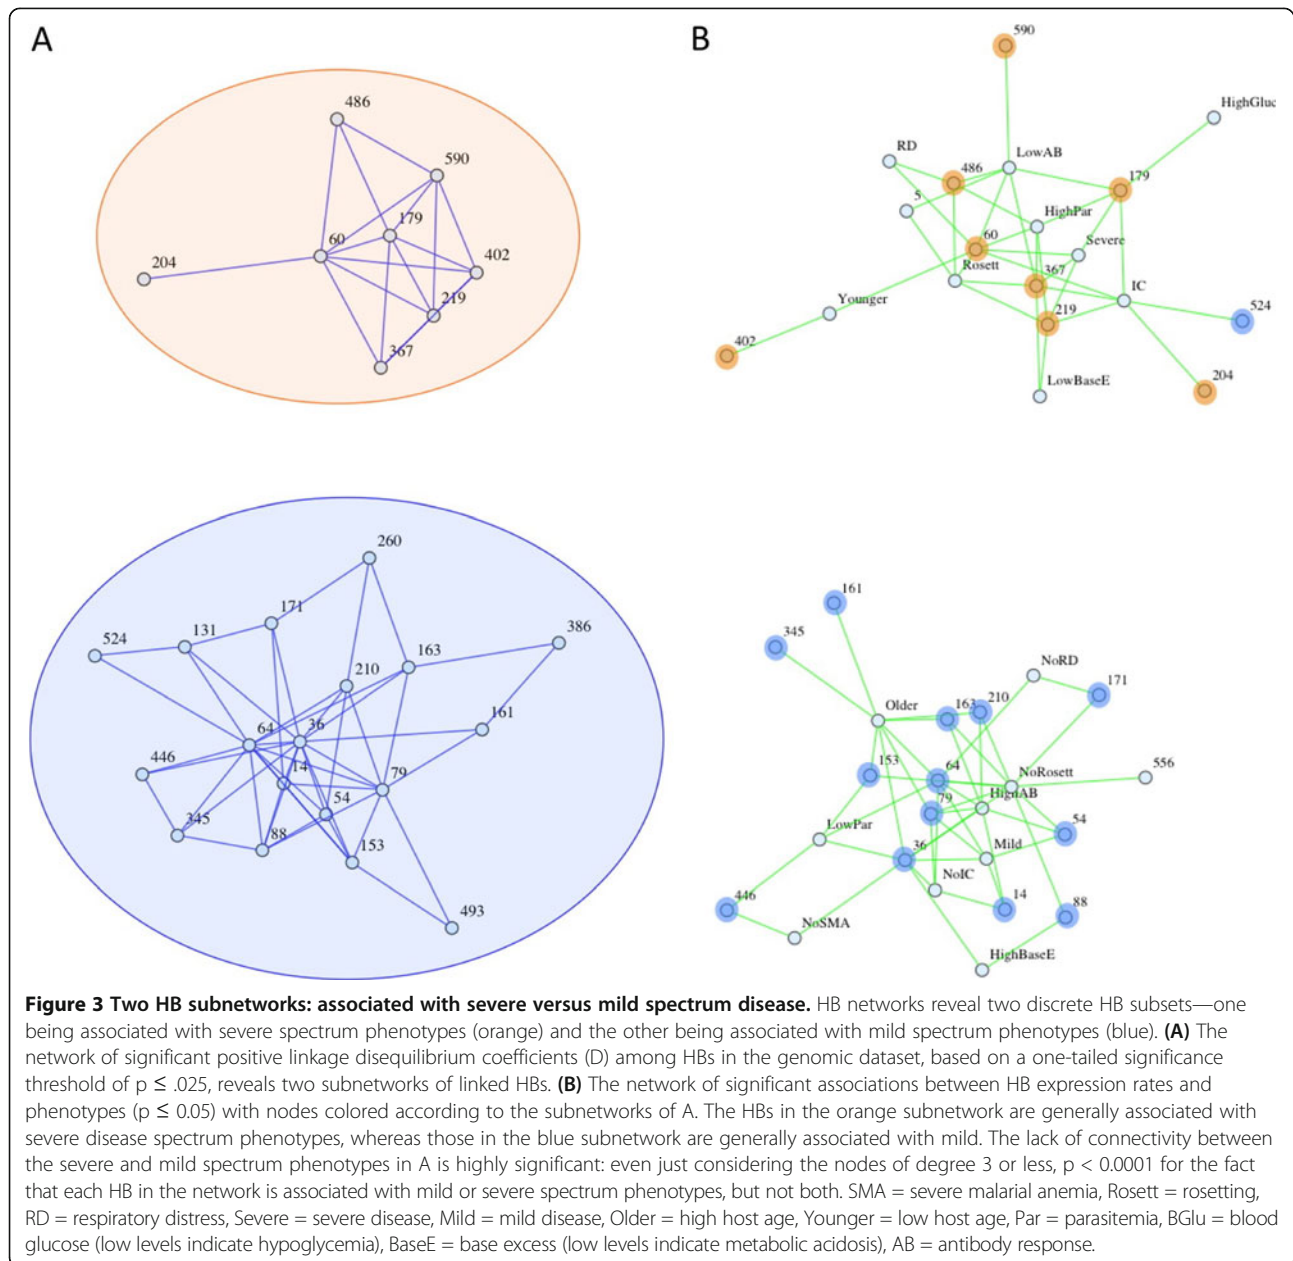 A
486
590
179
60
204
402
219
367
B
590
HighGluc
RD
LowAB
486
179
5
HighPar
60
Severe
Rosett
367
IC
Younger
219
524
402
LowBaseE
204
260
171
131
386
524
163
210
64
36
161
446
14
79
54
345
88
153
493
161
345
NoRD
171
Older
163
210
153
64
NoRosett
556
79
HighAB
LowPar
54
36
Mild
NoIC
446
14
88
NoSMA
HighBaseE
Figure 3 Two HB subnetworks: associated with severe versus mild spectrum disease. HB networks reveal two discrete HB subsets—one
being associated with severe spectrum phenotypes (orange) and the other being associated with mild spectrum phenotypes (blue). (A) The
network of significant positive linkage disequilibrium coefficients (D) among HBs in the genomic dataset, based on a one-tailed significance
threshold of p ≤ .025, reveals two subnetworks of linked HBs. (B) The network of significant associations between HB expression rates and
phenotypes (p ≤ 0.05) with nodes colored according to the subnetworks of A. The HBs in the orange subnetwork are generally associated with
severe disease spectrum phenotypes, whereas those in the blue subnetwork are generally associated with mild. The lack of connectivity between
the severe and mild spectrum phenotypes in A is highly significant: even just considering the nodes of degree 3 or less, p < 0.0001 for the fact
that each HB in the network is associated with mild or severe spectrum phenotypes, but not both. SMA = severe malarial anemia, Rosett = rosetting,
RD = respiratory distress, Severe = severe disease, Mild = mild disease, Older = high host age, Younger = low host age, Par = parasitemia, BGlu = blood
glucose (low levels indicate hypoglycemia), BaseE = base excess (low levels indicate metabolic acidosis), AB = antibody response.